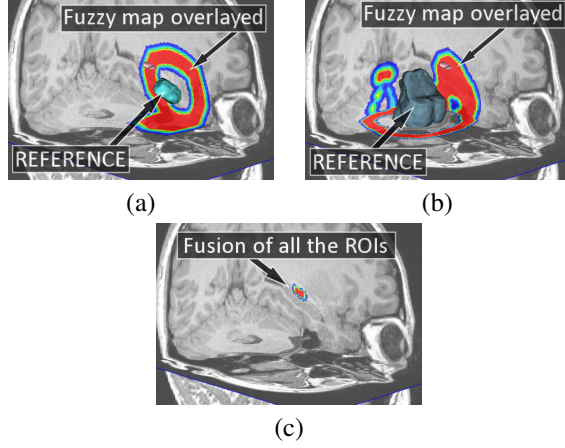 Fuzzy map overlayed
REFERENCE
(a)
Fuzzy map overlayed
REFERENCE
(b)
Fusion of all the ROIs
(c)